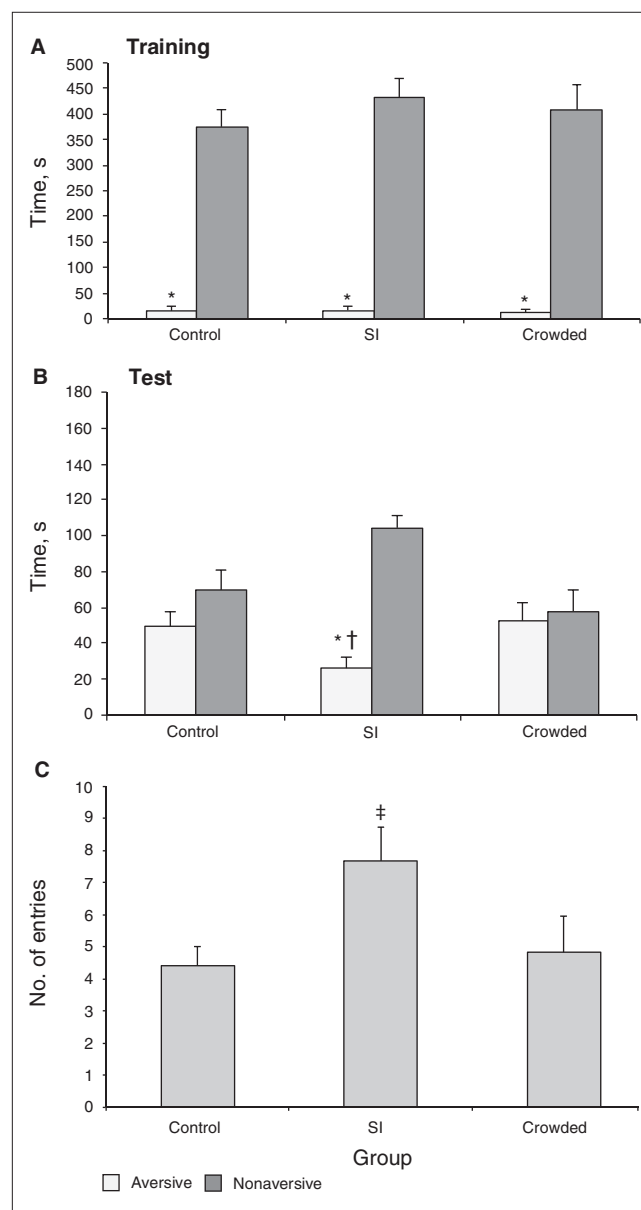 A Training
Time, s
500
450
400
350
300
250
200
150
100
50
0
* * *
Control SI Crowded
B Test
Time, s
180
160
140
120
100
80
60
40
20
0
* †
Control SI Crowded
C
No. of entries
10
9
8
7
6
5
4
3
2
1
0
‡
Control SI Crowded
Group
Aversive Nonaversive